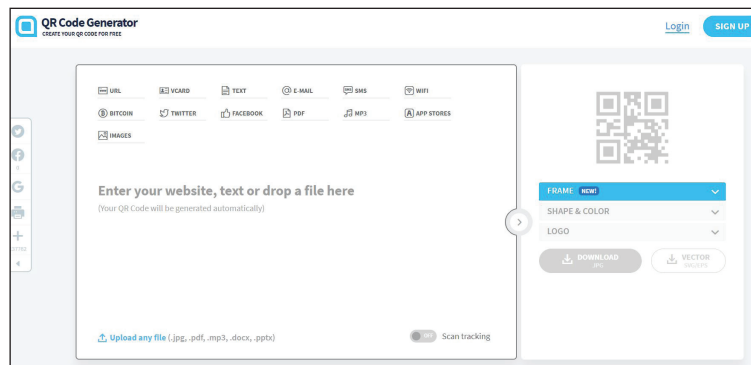 QR Code Generator
CREATE YOUR QR CODE FOR FREE
Login
SIGN UP
URL
VCARD
TEXT
E-MAIL
SMS
WIFI
BITCOIN
TWITTER
FACEBOOK
PDF
MP3
APP STORES
IMAGES
Enter your website, text or drop a file here
(Your QR Code will be generated automatically)
Upload any file (.jpg, .pdf, .mp3, .docx, .pptx)
OFF
Scan tracking
FRAME NEW!
SHAPE & COLOR
LOGO
DOWNLOAD
JPG
VECTOR
SVG/EPS